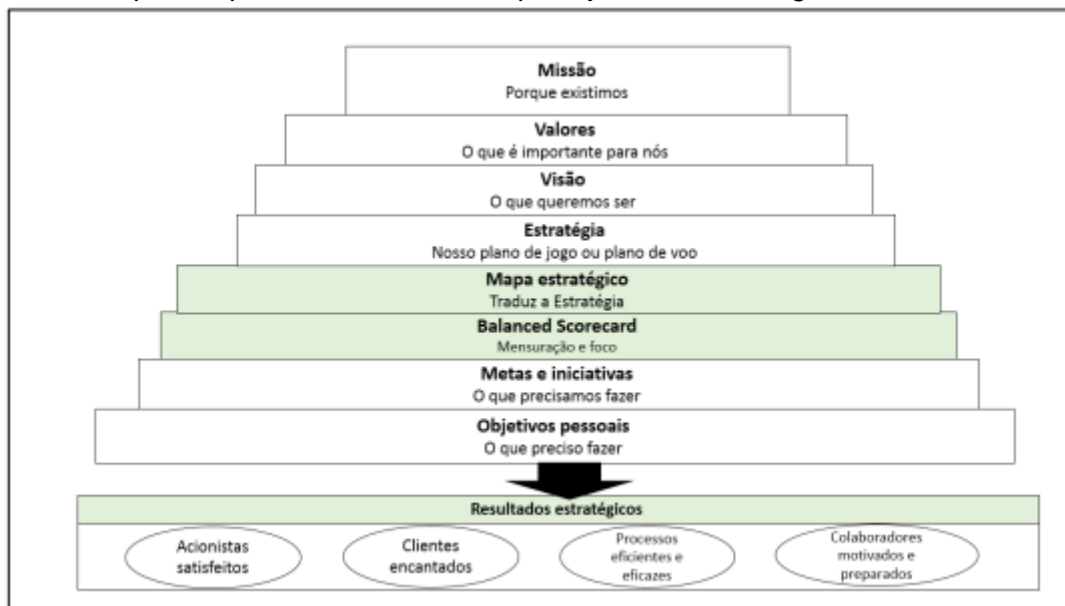 Missão
Porque existimos
Valores
O que é importante para nós
Visão
O que queremos ser
Estratégia
Nosso plano de jogo ou plano de voo
Mapa estratégico
Traduz a Estratégia
Balanced Scorecard
Mensuração e foco
Metas e iniciativas
O que precisamos fazer
Objetivos pessoais
O que preciso fazer
Resultados estratégicos
Acionistas
satisfeitos
Clientes
encantados
Processos
eficientes e
eficazes
Colaboradores
motivados e
preparados